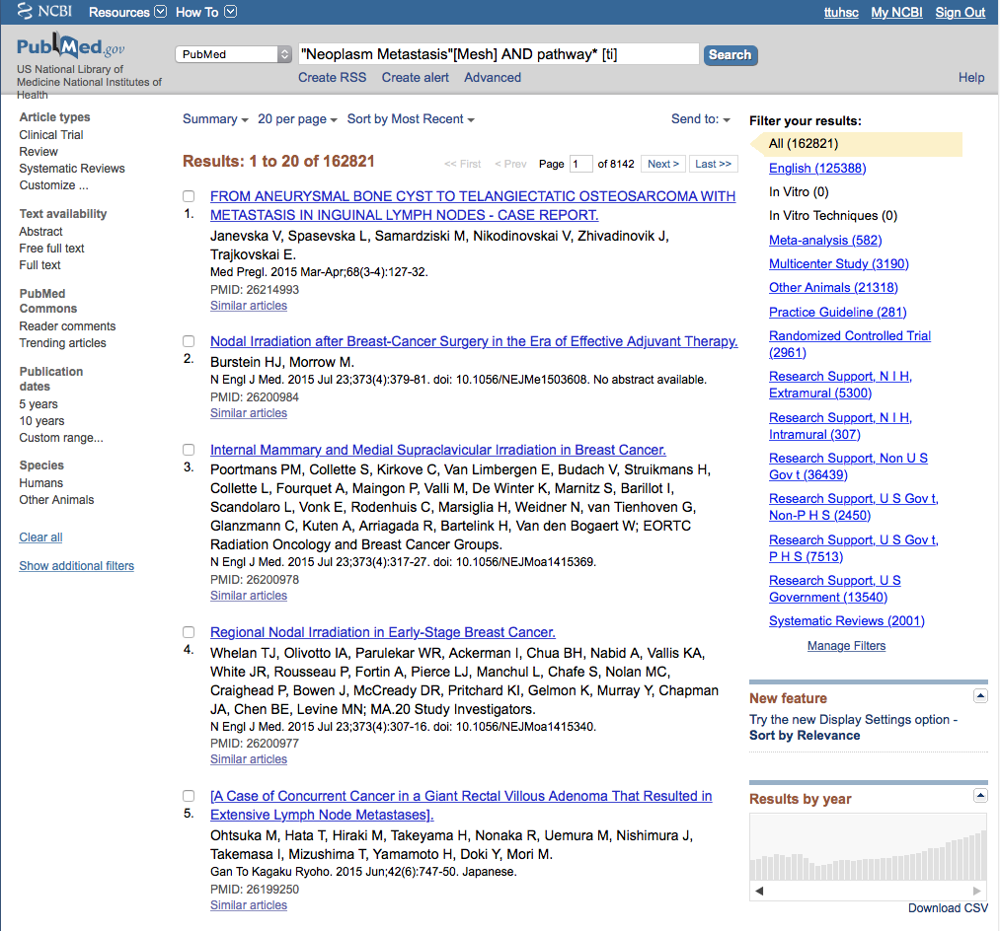 NCBI Resources How To ttuhsc My NCBI Sign Out
PubMed.gov
US National Library of
Medicine National Institutes of
Health
PubMed "Neoplasm Metastasis"[Mesh] AND pathway* [ti] Search
Create RSS Create alert Advanced Help
Article types
Clinical Trial
Review
Systematic Reviews
Customize ...
Text availability
Abstract
Free full text
Full text
PubMed
Commons
Reader comments
Trending articles
Publication
dates
5 years
10 years
Custom range...
Species
Humans
Other Animals
Clear all
Show additional filters
Summary 20 per page Sort by Most Recent Send to:
Results: 1 to 20 of 162821
<< First < Prev Page 1 of 8142 Next > Last >>
1. FROM ANEURYSMAL BONE CYST TO TELANGIECTATIC OSTEOSARCOMA WITH
METASTASIS IN INGUINAL LYMPH NODES - CASE REPORT.
Janevska V, Spasevska L, Samardziski M, Nikodinovskai V, Zhivadinovik J,
Trajkovskai E.
Med Pregl. 2015 Mar-Apr;68(3-4):127-32.
PMID: 26214993
Similar articles
2. Nodal Irradiation after Breast-Cancer Surgery in the Era of Effective Adjuvant Therapy.
Burstein HJ, Morrow M.
N Engl J Med. 2015 Jul 23;373(4):379-81. doi: 10.1056/NEJMe1503608. No abstract available.
PMID: 26200984
Similar articles
3. Internal Mammary and Medial Supraclavicular Irradiation in Breast Cancer.
Poortmans PM, Collette S, Kirkove C, Van Limbergen E, Budach V, Struikmans H,
Collette L, Fourquet A, Maingon P, Valli M, De Winter K, Marnitz S, Barillot I,
Scandolaro L, Vonk E, Rodenhuis C, Marsiglia H, Weidner N, van Tienhoven G,
Glanzmann C, Kuten A, Arriagada R, Bartelink H, Van den Bogaert W; EORTC
Radiation Oncology and Breast Cancer Groups.
N Engl J Med. 2015 Jul 23;373(4):317-27. doi: 10.1056/NEJMoa1415369.
PMID: 26200978
Similar articles
4. Regional Nodal Irradiation in Early-Stage Breast Cancer.
Whelan TJ, Olivotto IA, Parulekar WR, Ackerman I, Chua BH, Nabid A, Vallis KA,
White JR, Rousseau P, Fortin A, Pierce LJ, Manchul L, Chafe S, Nolan MC,
Craighead P, Bowen J, McCready DR, Pritchard KI, Gelmon K, Murray Y, Chapman
JA, Chen BE, Levine MN; MA.20 Study Investigators.
N Engl J Med. 2015 Jul 23;373(4):307-16. doi: 10.1056/NEJMoa1415340.
PMID: 26200977
Similar articles
5. [A Case of Concurrent Cancer in a Giant Rectal Villous Adenoma That Resulted in
Extensive Lymph Node Metastases].
Ohtsuka M, Hata T, Hiraki M, Takeyama H, Nonaka R, Uemura M, Nishimura J,
Takemasa I, Mizushima T, Yamamoto H, Doki Y, Mori M.
Gan To Kagaku Ryoho. 2015 Jun;42(6):747-50. Japanese.
PMID: 26199250
Similar articles
Filter your results:
All (162821)
English (125388)
In Vitro (0)
In Vitro Techniques (0)
Meta-analysis (582)
Multicenter Study (3190)
Other Animals (21318)
Practice Guideline (281)
Randomized Controlled Trial
(2961)
Research Support, N I H,
Extramural (5300)
Research Support, N I H,
Intramural (307)
Research Support, Non U S
Gov t (36439)
Research Support, U S Gov t,
Non-P H S (2450)
Research Support, U S Gov t,
P H S (7513)
Research Support, U S
Government (13540)
Systematic Reviews (2001)
Manage Filters
New feature
Try the new Display Settings option -
Sort by Relevance
Results by year
Download CSV